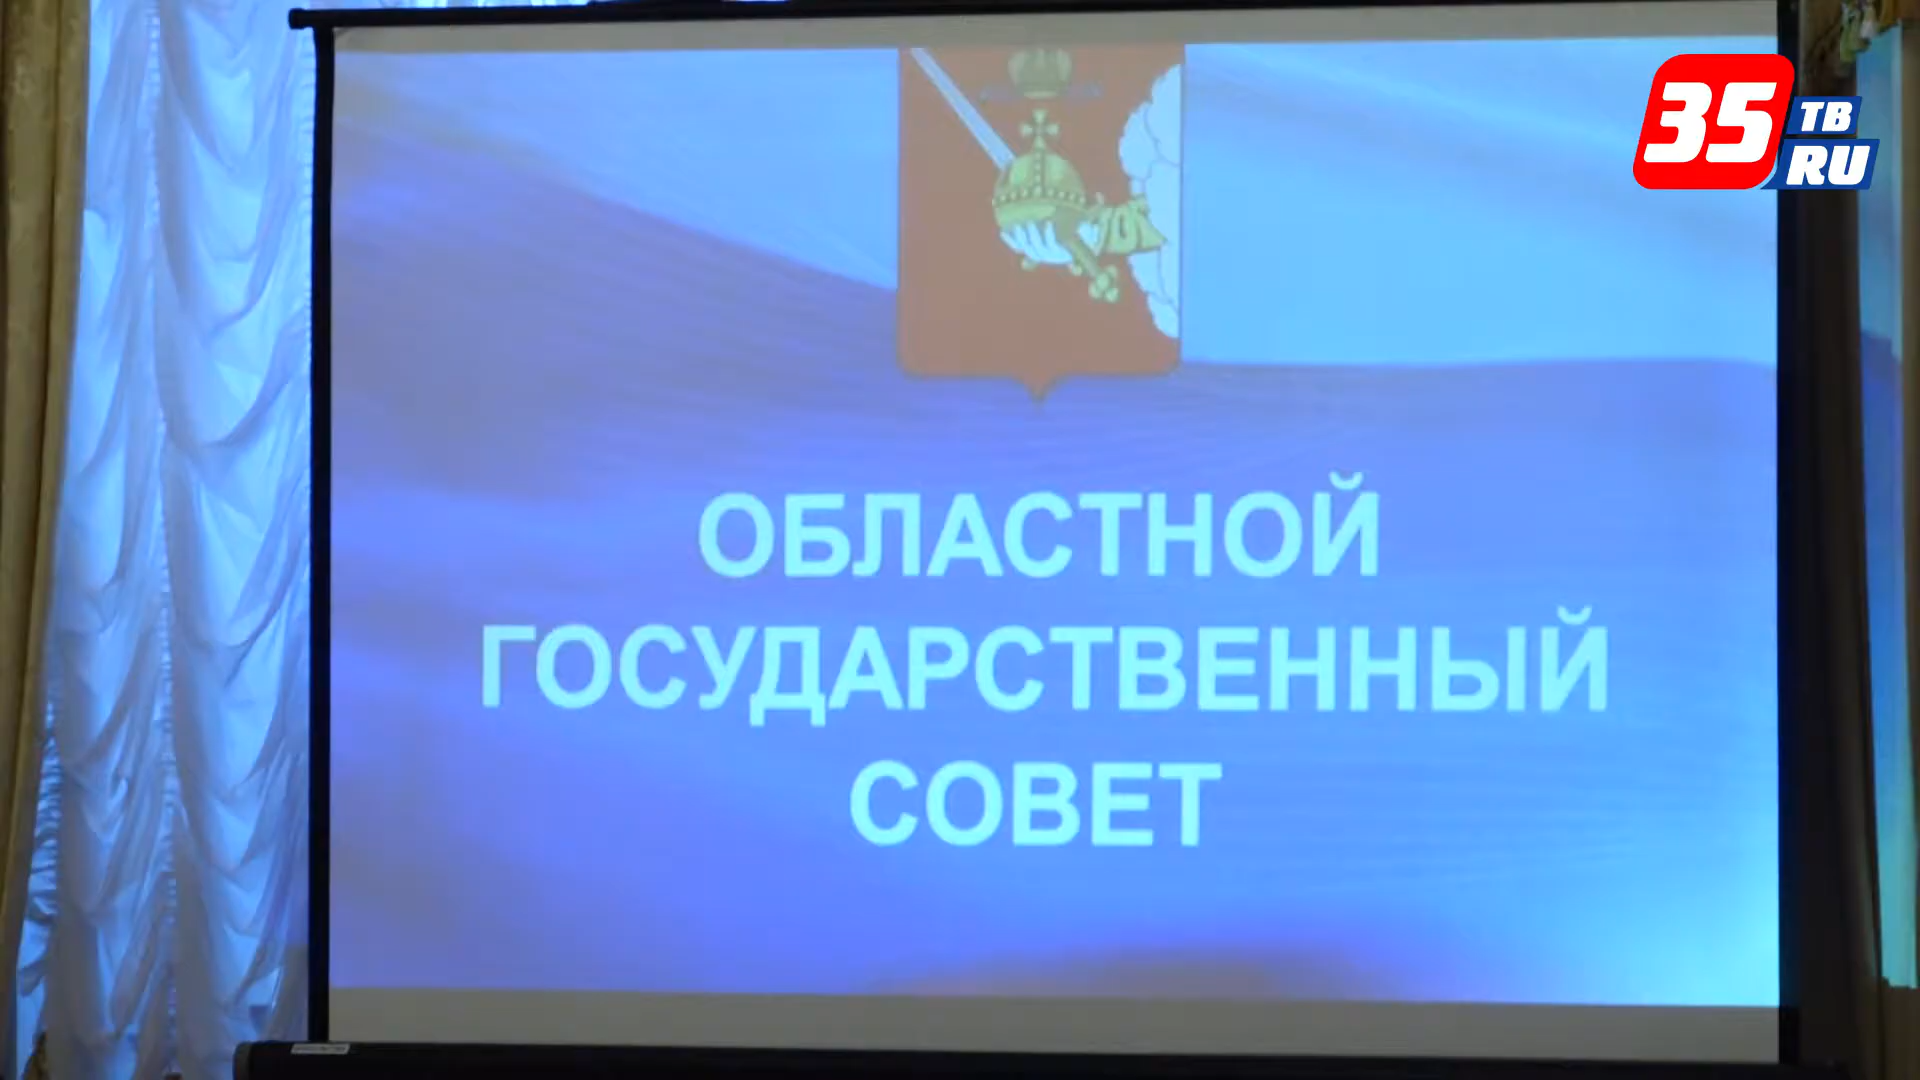 35 ТВ
RU
ОБЛАСТНОЙ
ГОСУДАРСТВЕННЫЙ
СОВЕТ